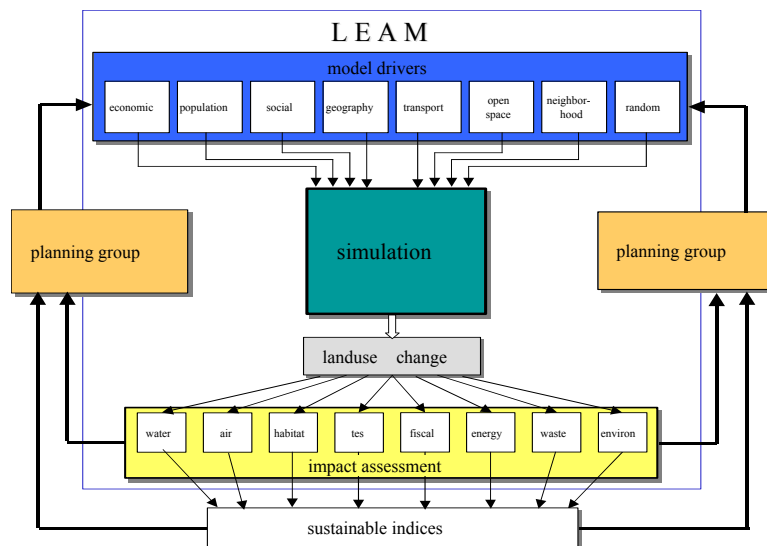 L E A M
model drivers
economic
population
social
geography
transport
open
space
neighbor-
hood
random
planning group
simulation
planning group
landuse change
water
air
habitat
tes
fiscal
energy
waste
environ
impact assessment
sustainable indices